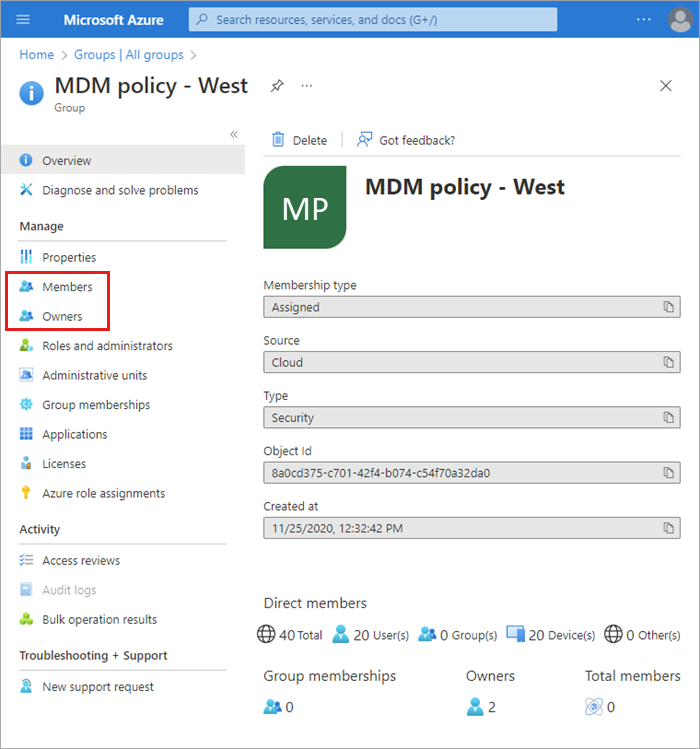 Microsoft Azure
Search resources, services, and docs (G+/)
Home > Groups | All groups >
MDM policy - West
Group
Overview
Diagnose and solve problems
Manage
Properties
Members
Owners
Roles and administrators
Administrative units
Group memberships
Applications
Licenses
Azure role assignments
Activity
Access reviews
Audit logs
Bulk operation results
Troubleshooting + Support
New support request
Delete
Got feedback?
MP
MDM policy - West
Membership type
Assigned
Source
Cloud
Type
Security
Object Id
8a0cd375-c701-42f4-b074-c54f70a32da0
Created at
11/25/2020, 12:32:42 PM
Direct members
40 Total 20 User(s) 0 Group(s) 20 Device(s) 0 Other(s)
Group memberships Owners Total members
0 2 0